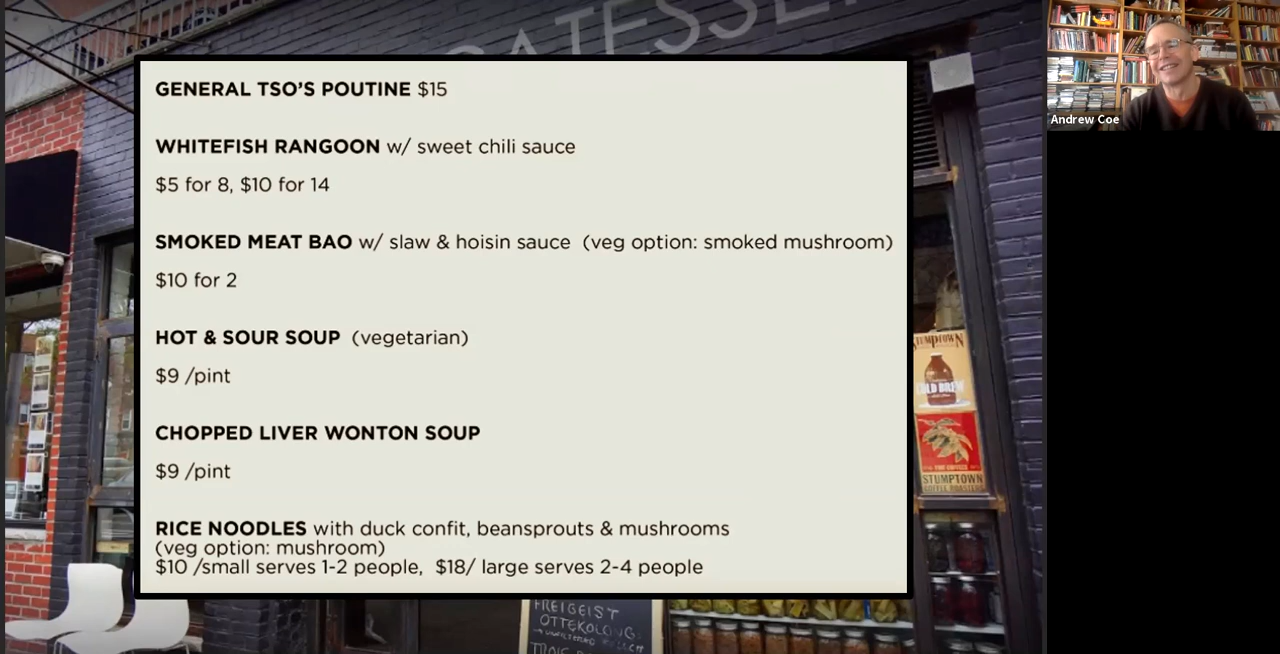 GENERAL TSO'S POUTINE $15
WHITEFISH RANGOON w/ sweet chili sauce
$5 for 8, $10 for 14
SMOKED MEAT BAO w/ slaw & hoisin sauce (veg option: smoked mushroom)
$10 for 2
HOT & SOUR SOUP (vegetarian)
$9 /pint
CHOPPED LIVER WONTON SOUP
$9 /pint
RICE NOODLES with duck confit, beansprouts & mushrooms
(veg option: mushroom)
$10 /small serves 1-2 people, $18/ large serves 2-4 people
Andrew Coe
STUMPTOWN
COLD BREW
STUMPTOWN
COFFEE ROASTERS
FREIGEIST
OTTEKOLONG